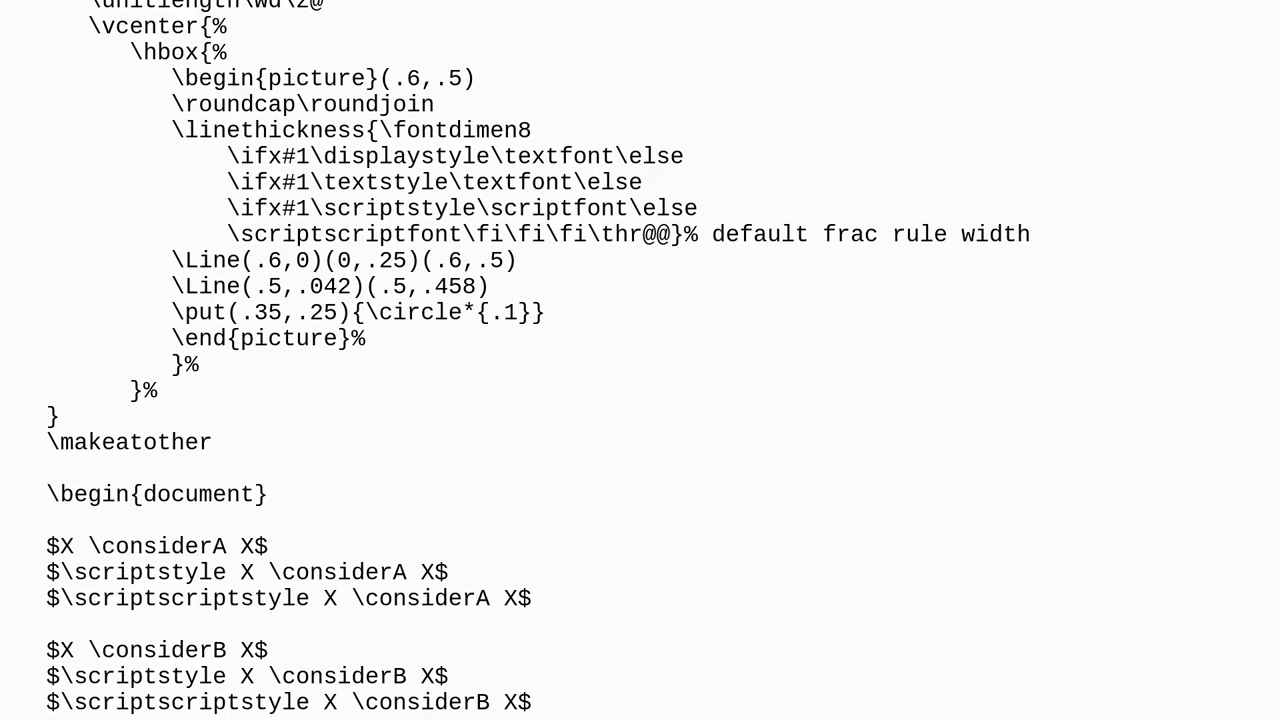 \unitlength\wd\z@
\vcenter{%
\hbox{%
\begin{picture}(.6,.5)
\roundcap\roundjoin
\linethickness{\fontdimen8
\ifx#1\displaystyle\textfont\else
\ifx#1\textstyle\textfont\else
\ifx#1\scriptstyle\scriptfont\else
\scriptscriptfont\fi\fi\fi\thr@@}% default frac rule width
\Line(.6,0)(0,.25)(.6,.5)
\Line(.5,.042)(.5,.458)
\put(.35,.25){\circle*{.1}}
\end{picture}%
}%
}%
}
\makeatother
\begin{document}
$X \considerA X$
$\scriptstyle X \considerA X$
$\scriptscriptstyle X \considerA X$
$X \considerB X$
$\scriptstyle X \considerB X$
$\scriptscriptstyle X \considerB X$